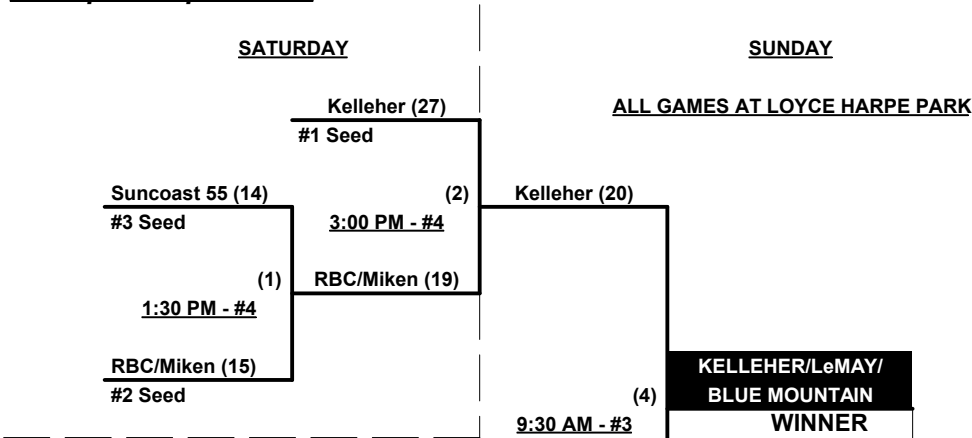 SATURDAY
SUNDAY
Kelleher (27)
ALL GAMES AT LOYCE HARPE PARK
#1 Seed
Suncoast 55 (14)
(2)
Kelleher (20)
#3 Seed
3:00 PM - #4
(1)
RBC/Miken (19)
1:30 PM - #4
RBC/Miken (15)
KELLEHER/LeMAY/
#2 Seed
(4)
BLUE MOUNTAIN
9:30 AM - #3
WINNER